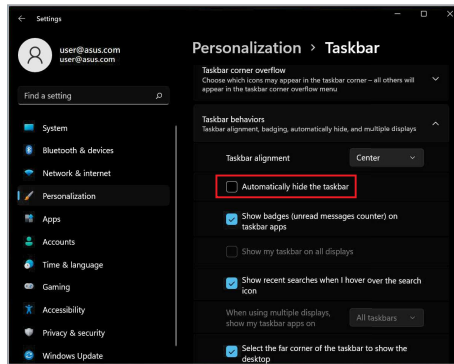 Settings
user@asus.com
user@asus.com
Find a setting
System
Bluetooth & devices
Network & internet
Personalization
Apps
Accounts
Time & language
Gaming
Accessibility
Privacy & security
Windows Update
Personalization > Taskbar
Taskbar corner overflow
Choose which icons may appear in the taskbar corner – all others will
appear in the taskbar corner overflow menu
Taskbar behaviors
Taskbar alignment, badging, automatically hide, and multiple displays
Taskbar alignment
Center
Automatically hide the taskbar
Show badges (unread messages counter) on
taskbar apps
Show my taskbar on all displays
Show recent searches when I hover over the search
icon
When using multiple displays,
show my taskbar apps on
All taskbars
Select the far corner of the taskbar to show the
desktop